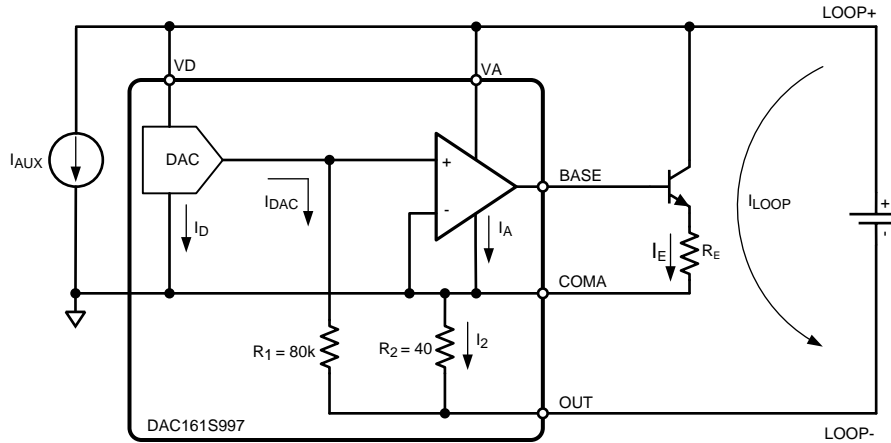 LOOP+
VD
VA
DAC
+
BASE
IAUX
IDAC
-
ILOOP
+
-
ID
IA
IE
RE
COMA
R1 = 80k
R2 = 40
I2
OUT
DAC161S997
LOOP-